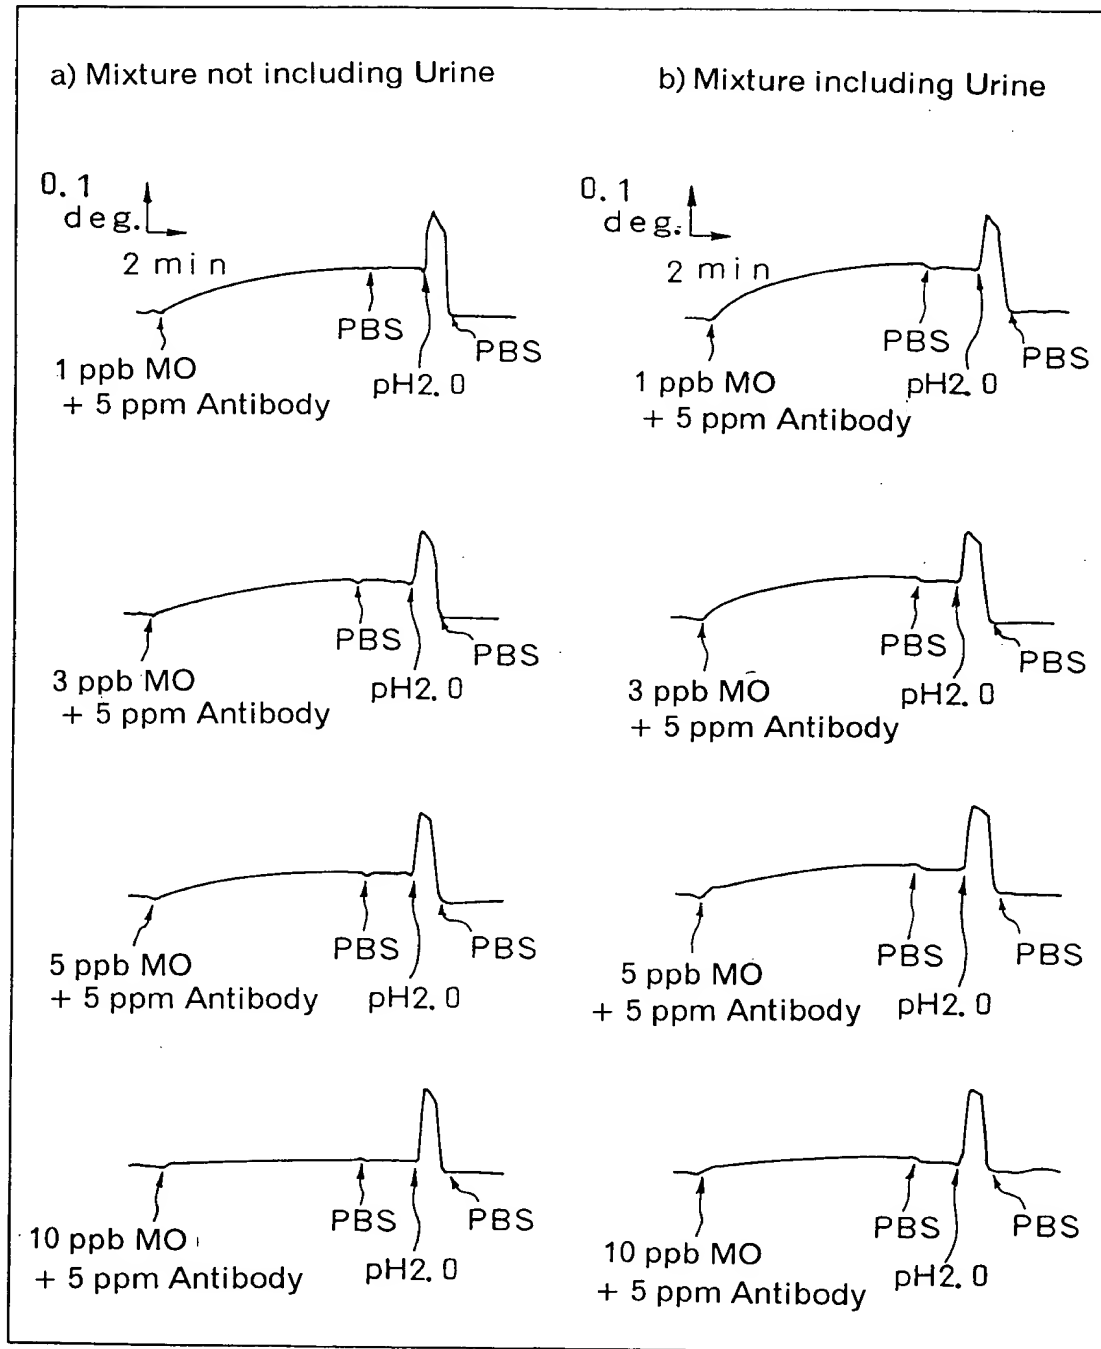 a) Mixture not including Urine
0.1
deg.
2 min
PBS
PBS
1 ppb MO
+ 5 ppm Antibody
pH2.0
PBS
PBS
3 ppb MO
+ 5 ppm Antibody
pH2.0
PBS
PBS
5 ppb MO
+ 5 ppm Antibody
pH2.0
PBS
PBS
10 ppb MO
+ 5 ppm Antibody
pH2.0
b) Mixture including Urine
0.1
deg.
2 min
PBS
PBS
1 ppb MO
+ 5 ppm Antibody
pH2.0
PBS
PBS
3 ppb MO
+ 5 ppm Antibody
pH2.0
PBS
PBS
5 ppb MO
+ 5 ppm Antibody
pH2.0
PBS
PBS
10 ppb MO
+ 5 ppm Antibody
pH2.0